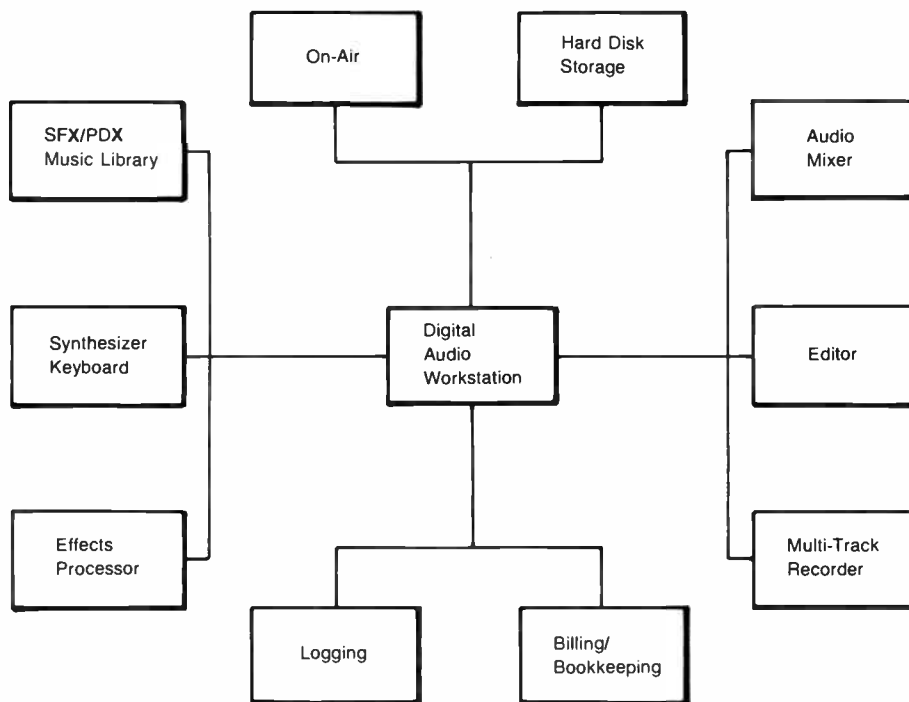 On-Air
Hard Disk
Storage
SFX/PDX
Music Library
Audio
Mixer
Synthesizer
Keyboard
Digital
Audio
Workstation
Editor
Effects
Processor
Multi-Track
Recorder
Logging
Billing/
Bookkeeping